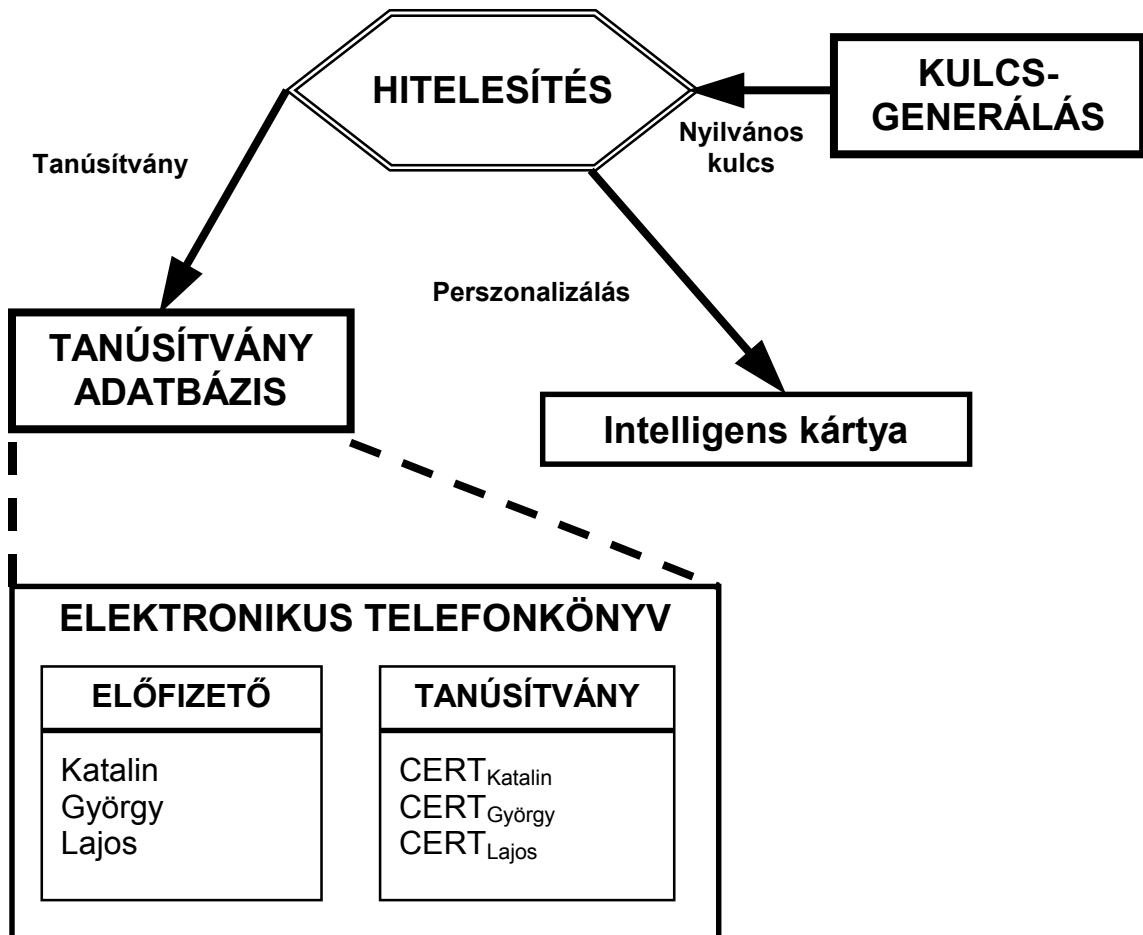 HITELESÍTÉS
KULCS-
GENERÁLÁS
Nyilvános
kulcs
Tanúsítvány
Perszonalizálás
TANÚSÍTVÁNY
ADATBÁZIS
Intelligens kártya
ELEKTRONIKUS TELEFONKÖNYV
ELŐFIZETŐ
Katalin
György
Lajos
TANÚSÍTVÁNY
CERTKatalin
CERTGyörgy
CERTLajos